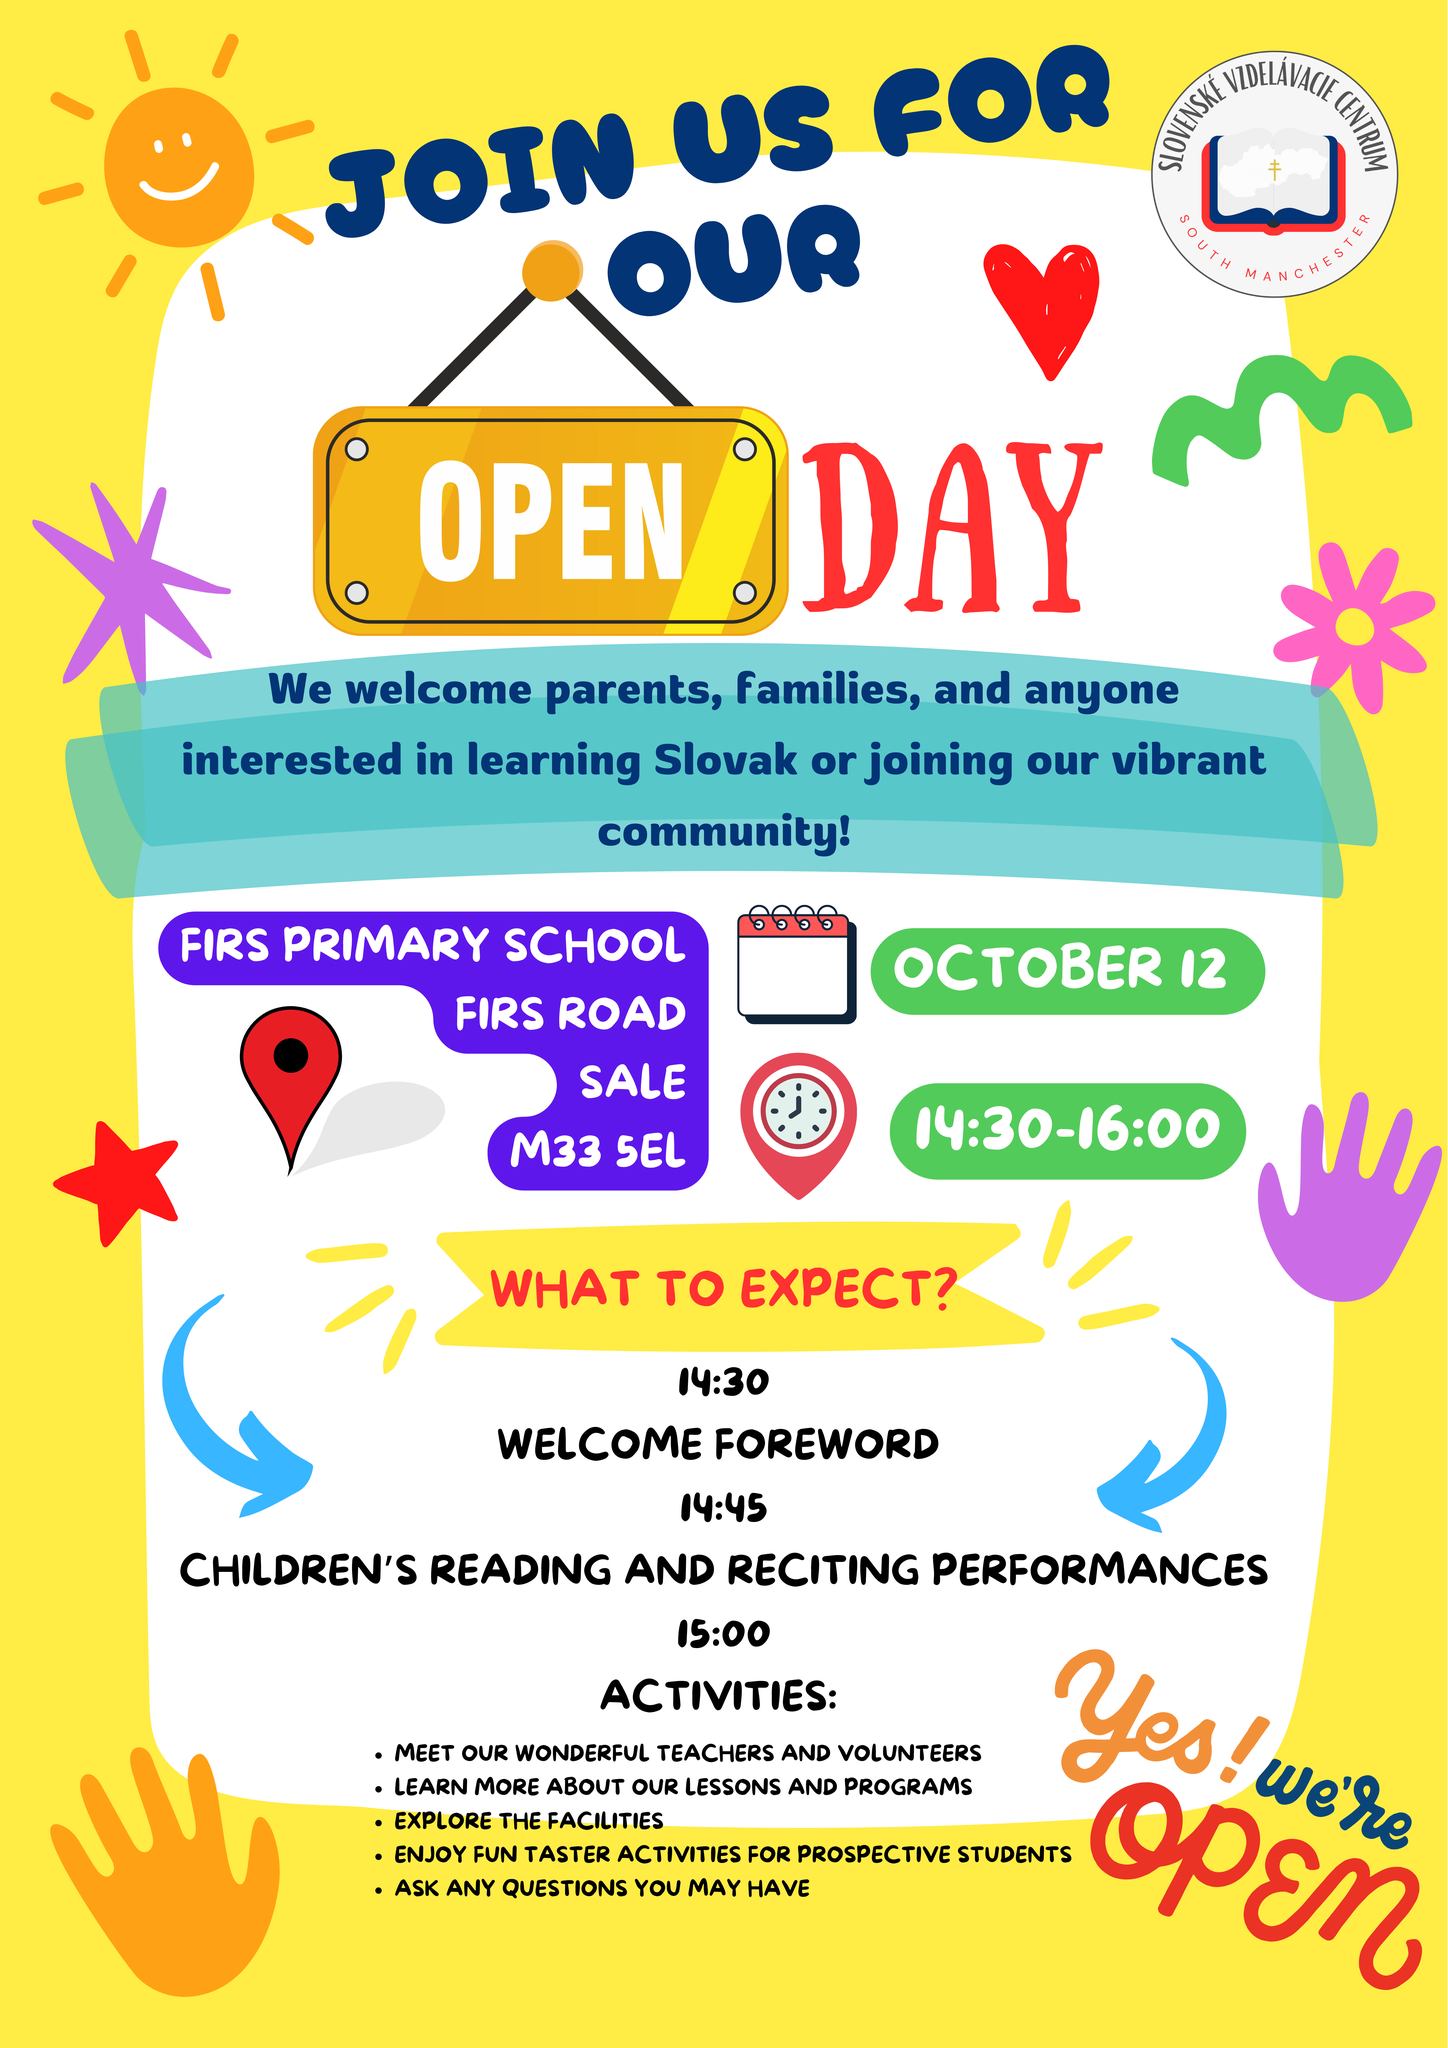 JOIN US FOR
OUR
SLOVENSKÉ VZDELÁVACIE CENTRUM
SOUTH MANCHESTER
OPEN DAY
We welcome parents, families, and anyone
interested in learning Slovak or joining our vibrant
community!
FIRS PRIMARY SCHOOL
FIRS ROAD
SALE
M33 5EL
OCTOBER 12
14:30-16:00
WHAT TO EXPECT?
14:30
WELCOME FOREWORD
14:45
CHILDREN'S READING AND RECITING PERFORMANCES
15:00
ACTIVITIES:
• MEET OUR WONDERFUL TEACHERS AND VOLUNTEERS
• LEARN MORE ABOUT OUR LESSONS AND PROGRAMS
• EXPLORE THE FACILITIES
• ENJOY FUN TASTER ACTIVITIES FOR PROSPECTIVE STUDENTS
• ASK ANY QUESTIONS YOU MAY HAVE
Yes! we're
OPEN